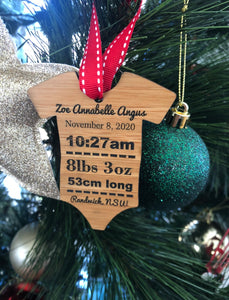 Zoe Annabelle Angus
November 8, 2020
10:27am
8lbs 3oz
53cm long
Randwick, NSW